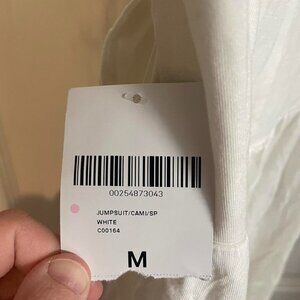 00254873043
JUMPSUIT/CAMI/SP
WHITE
C00164
M